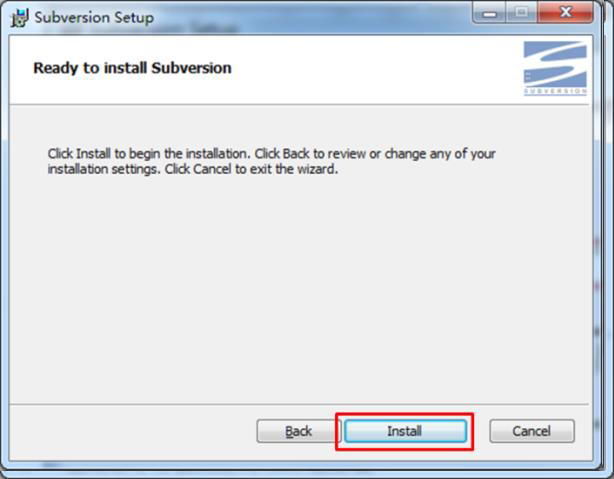 Subversion Setup
Ready to install Subversion
SUBVERSION
Click Install to begin the installation. Click Back to review or change any of your
installation settings. Click Cancel to exit the wizard.
Back
Install
Cancel